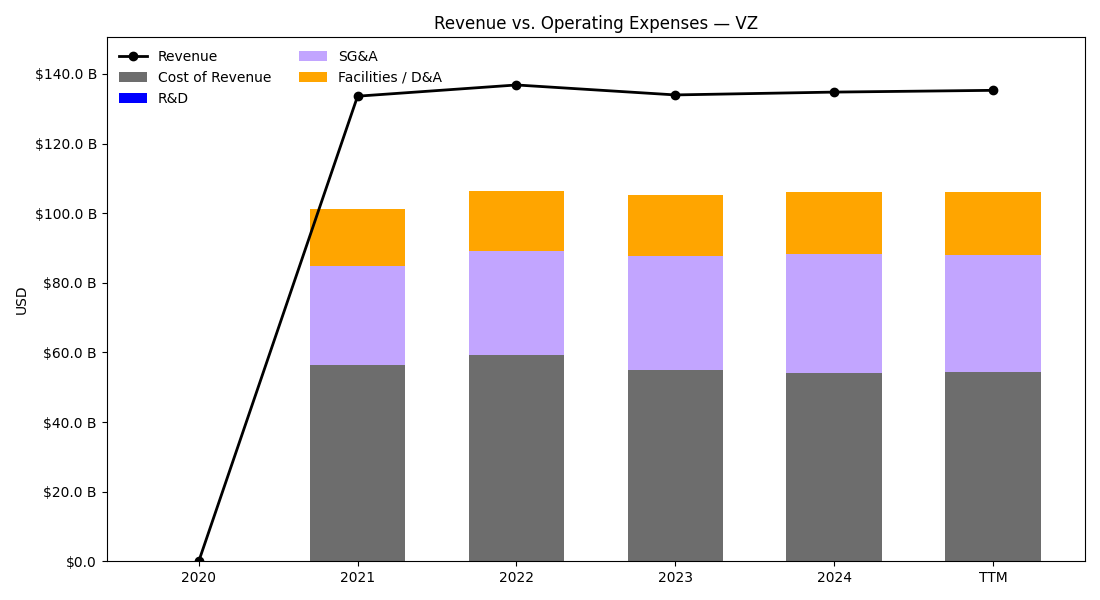 Revenue vs. Operating Expenses — VZ
Revenue
Cost of Revenue
R&D
SG&A
Facilities / D&A
USD
$140.0 B
$120.0 B
$100.0 B
$80.0 B
$60.0 B
$40.0 B
$20.0 B
$0.0
2020
2021
2022
2023
2024
TTM